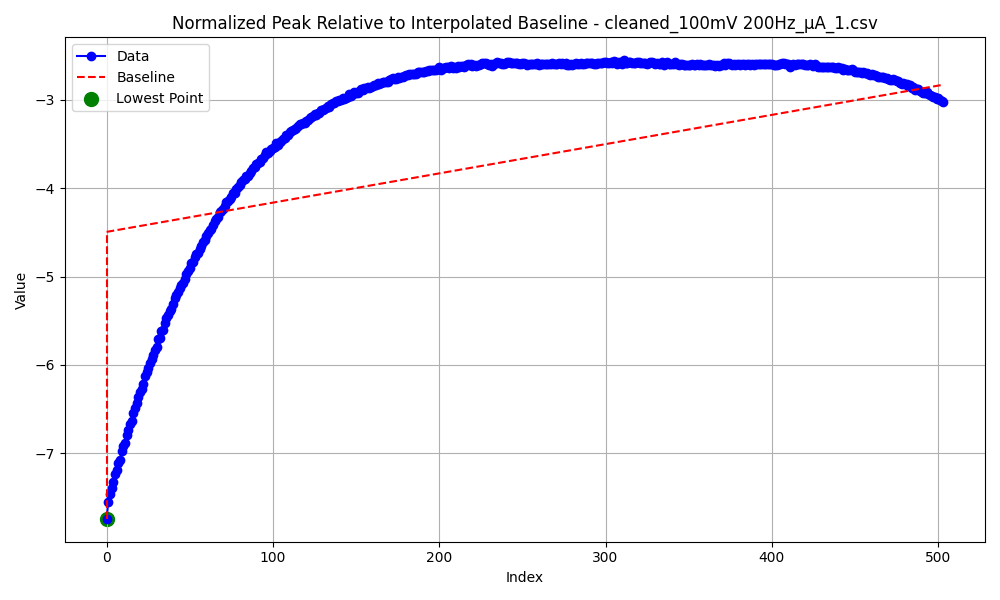 Normalized Peak Relative to Interpolated Baseline - cleaned_100mV 200Hz_μA_1.csv
Data
Baseline
Lowest Point
−3
−4
−5
−6
−7
Value
0
100
200
300
400
500
Index